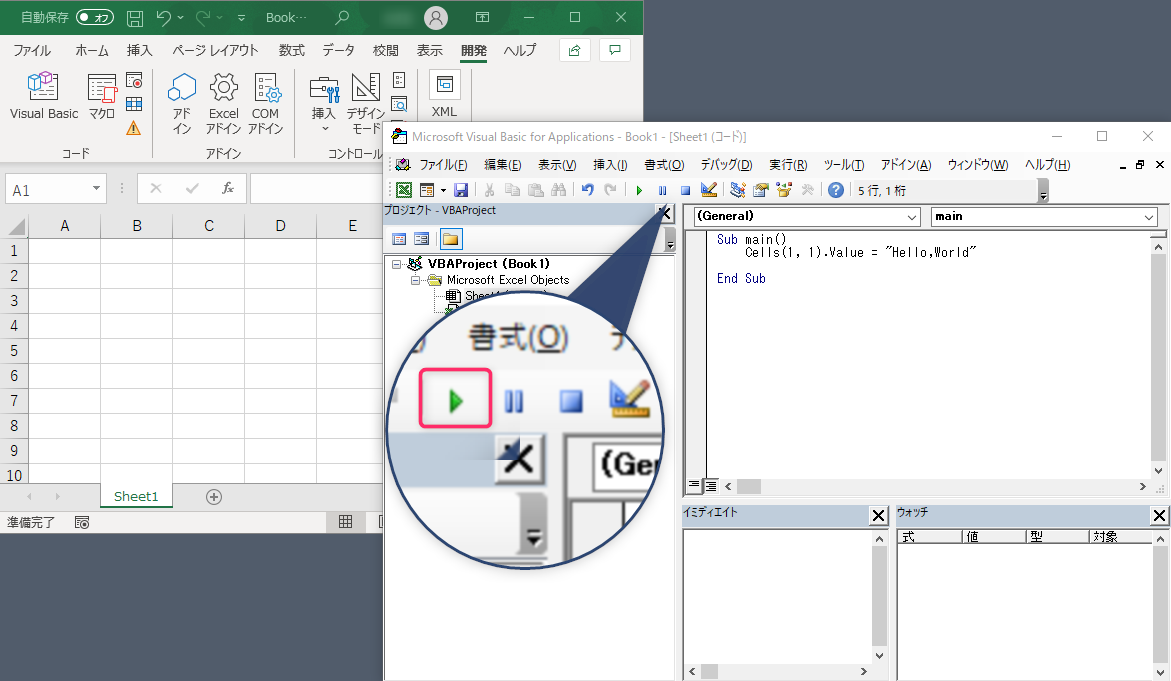 自動保存 オフ Book…
ファイル ホーム 挿入 ページ レイアウト 数式 データ 校閲 表示 開発 ヘルプ
Visual Basic マクロ アド
イン Excel
アドイン COM
アドイン 挿入 デザイン
モード XML
コード アドイン コントロール
A1 fx
A B C D E
1
2
3
4
5
6
7
8
9
10
Sheet1
準備完了
Microsoft Visual Basic for Applications - Book1 - [Sheet1 (コード)]
ファイル(F) 編集(E) 表示(V) 挿入(I) 書式(O) デバッグ(D) 実行(R) ツール(T) アドイン(A) ウィンドウ(W) ヘルプ(H)
5 行, 1 桁
プロジェクト - VBAProject
VBAProject (Book1)
Microsoft Excel Objects
書式(O)
(Ge
(General) main
Sub main()
Cells(1, 1).Value = "Hello,World"
End Sub
イミディエイト
ウォッチ
式 値 型 対象